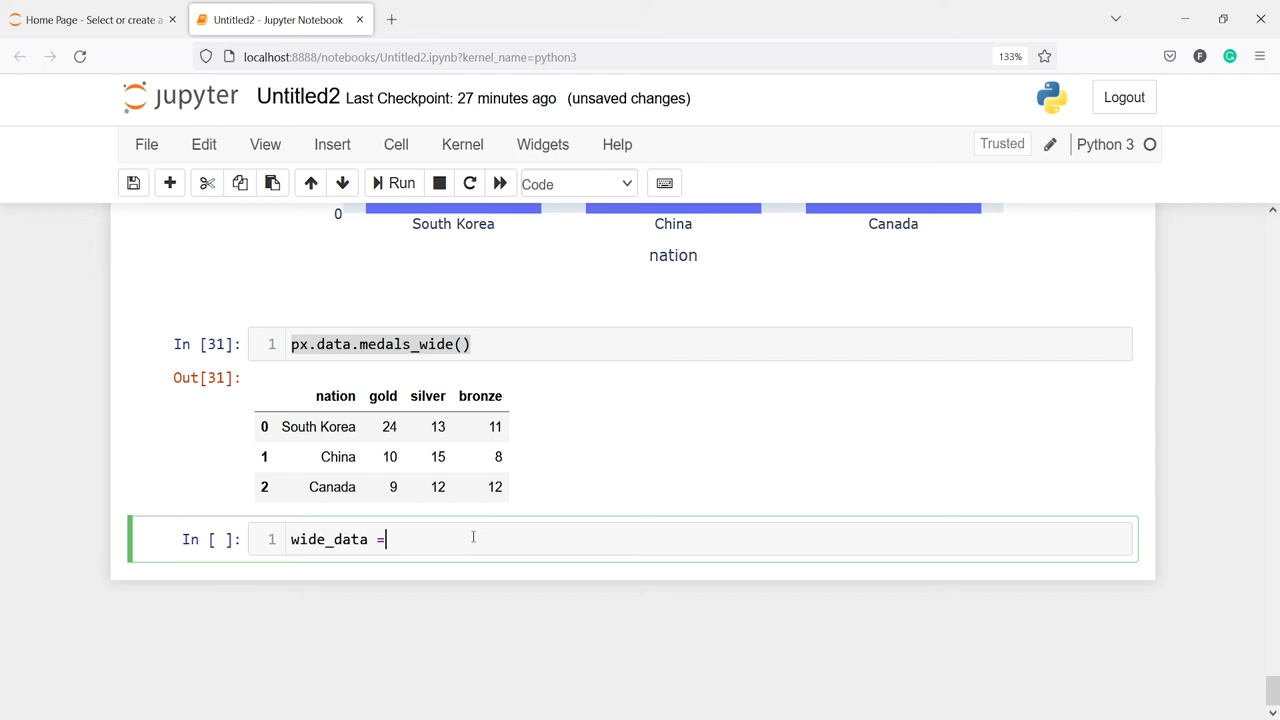 Home Page - Select or create a
Untitled2 - Jupyter Notebook
localhost:8888/notebooks/Untitled2.ipynb?kernel_name=python3
133%
F
G
jupyter Untitled2 Last Checkpoint: 27 minutes ago (unsaved changes)
Logout
File Edit View Insert Cell Kernel Widgets Help
Trusted
Python 3
Run
Code
0
South Korea China Canada
nation
In [31]: 1 px.data.medals_wide()
Out[31]:
nation gold silver bronze
0 South Korea 24 13 11
1 China 10 15 8
2 Canada 9 12 12
In [ ]: 1 wide_data =